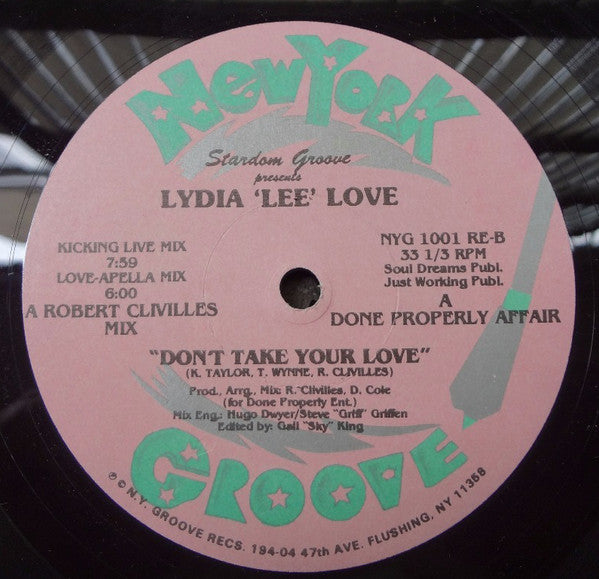 New York
Stardom Groove
presents
LYDIA 'LEE' LOVE
KICKING LIVE MIX
7:59
LOVE-APELLA MIX
6:00
A ROBERT CLIVILLES
MIX
NYG 1001 RE-B
33 1/3 RPM
Soul Dreams Publ.
Just Working Publ.
A
DONE PROPERLY AFFAIR
"DON'T TAKE YOUR LOVE"
(K. TAYLOR, T. WYNNE, R. CLIVILLES)
Prod., Arrg., Mix: R. Clivilles, D. Cole
(for Done Property Ent.)
Mix Eng.: Hugo Dwyer/Steve "Griff" Griffen
Edited by: Gail "Sky" King
GROOVE
℗ © N.Y. GROOVE RECS. 194-04 47th AVE. FLUSHING, NY 11358